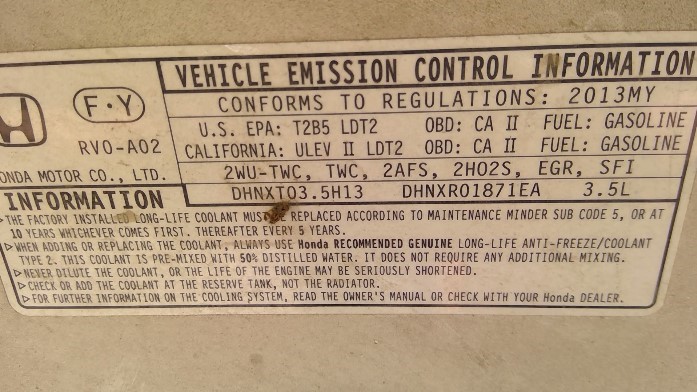 VEHICLE EMISSION CONTROL INFORMATION
F·Y
CONFORMS TO REGULATIONS: 2013MY
U.S. EPA: T2B5 LDT2 OBD: CA II FUEL: GASOLINE
RV0-A02
CALIFORNIA: ULEV II LDT2 OBD: CA II FUEL: GASOLINE
ONDA MOTOR CO., LTD.
2WU-TWC, TWC, 2AFS, 2HO2S, EGR, SFI
DHNXT03.5H13 DHNXR01871EA 3.5L
INFORMATION
▷THE FACTORY INSTALLED LONG-LIFE COOLANT MUST BE REPLACED ACCORDING TO MAINTENANCE MINDER SUB CODE 5, OR AT
10 YEARS WHICHEVER COMES FIRST. THEREAFTER EVERY 5 YEARS.
▷WHEN ADDING OR REPLACING THE COOLANT, ALWAYS USE Honda RECOMMENDED GENUINE LONG-LIFE ANTI-FREEZE/COOLANT
TYPE 2. THIS COOLANT IS PRE-MIXED WITH 50% DISTILLED WATER. IT DOES NOT REQUIRE ANY ADDITIONAL MIXING.
▷NEVER DILUTE THE COOLANT, OR THE LIFE OF THE ENGINE MAY BE SERIOUSLY SHORTENED.
▷CHECK OR ADD THE COOLANT AT THE RESERVE TANK, NOT THE RADIATOR.
▷FOR FURTHER INFORMATION ON THE COOLING SYSTEM, READ THE OWNER'S MANUAL OR CHECK WITH YOUR Honda DEALER.